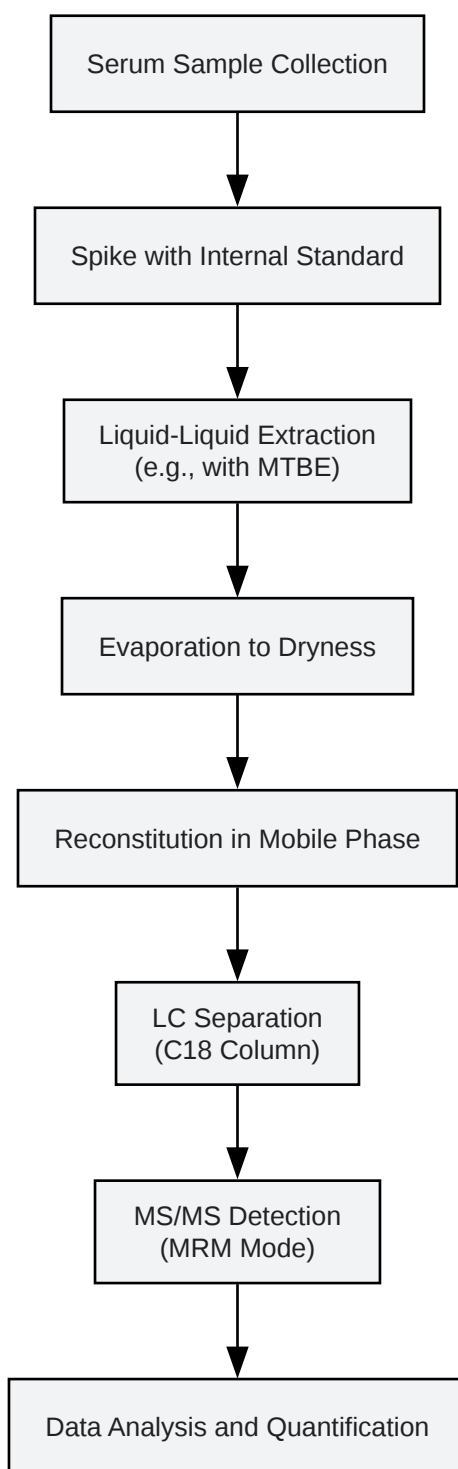 Serum Sample Collection
Spike with Internal Standard
Liquid-Liquid Extraction
(e.g., with MTBE)
Evaporation to Dryness
Reconstitution in Mobile Phase
LC Separation
(C18 Column)
MS/MS Detection
(MRM Mode)
Data Analysis and Quantification